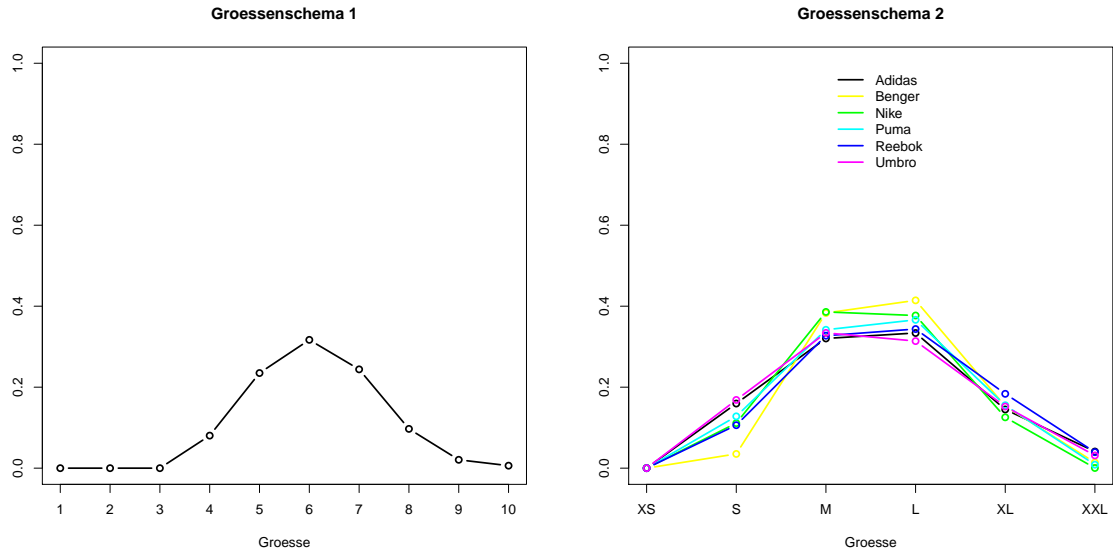 Groessenschema 1
1.0
0.8
0.6
0.4
0.2
0.0
1 2 3 4 5 6 7 8 9 10
Groesse
Groessenschema 2
1.0
0.8
0.6
0.4
0.2
0.0
Adidas
Benger
Nike
Puma
Reebok
Umbro
XS S M L XL XXL
Groesse